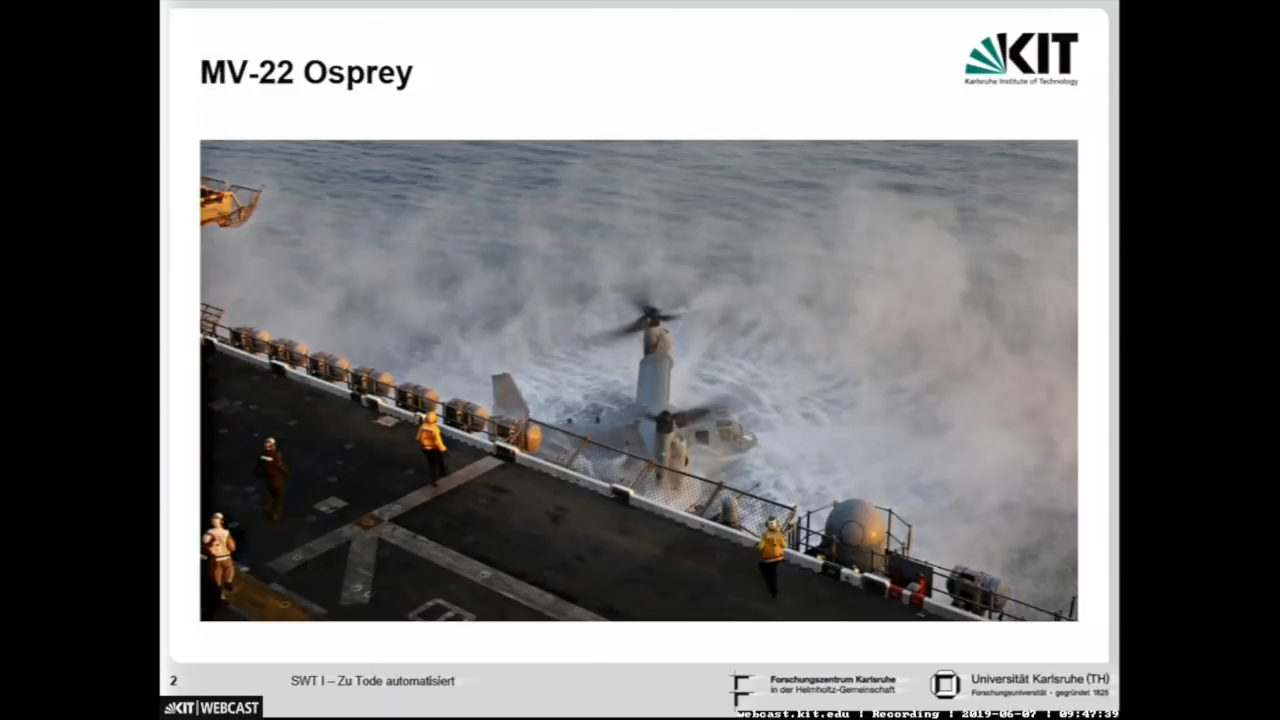 MV-22 Osprey
KIT
Karlsruhe Institute of Technology
2
SWT I – Zu Tode automatisiert
Forschungszentrum Karlsruhe
in der Helmholtz-Gemeinschaft
Universität Karlsruhe (TH)
Forschungsuniversität • gegründet 1825
KIT | WEBCAST
webcast.kit.edu | Recording | 2019-06-07 | 09:47:39